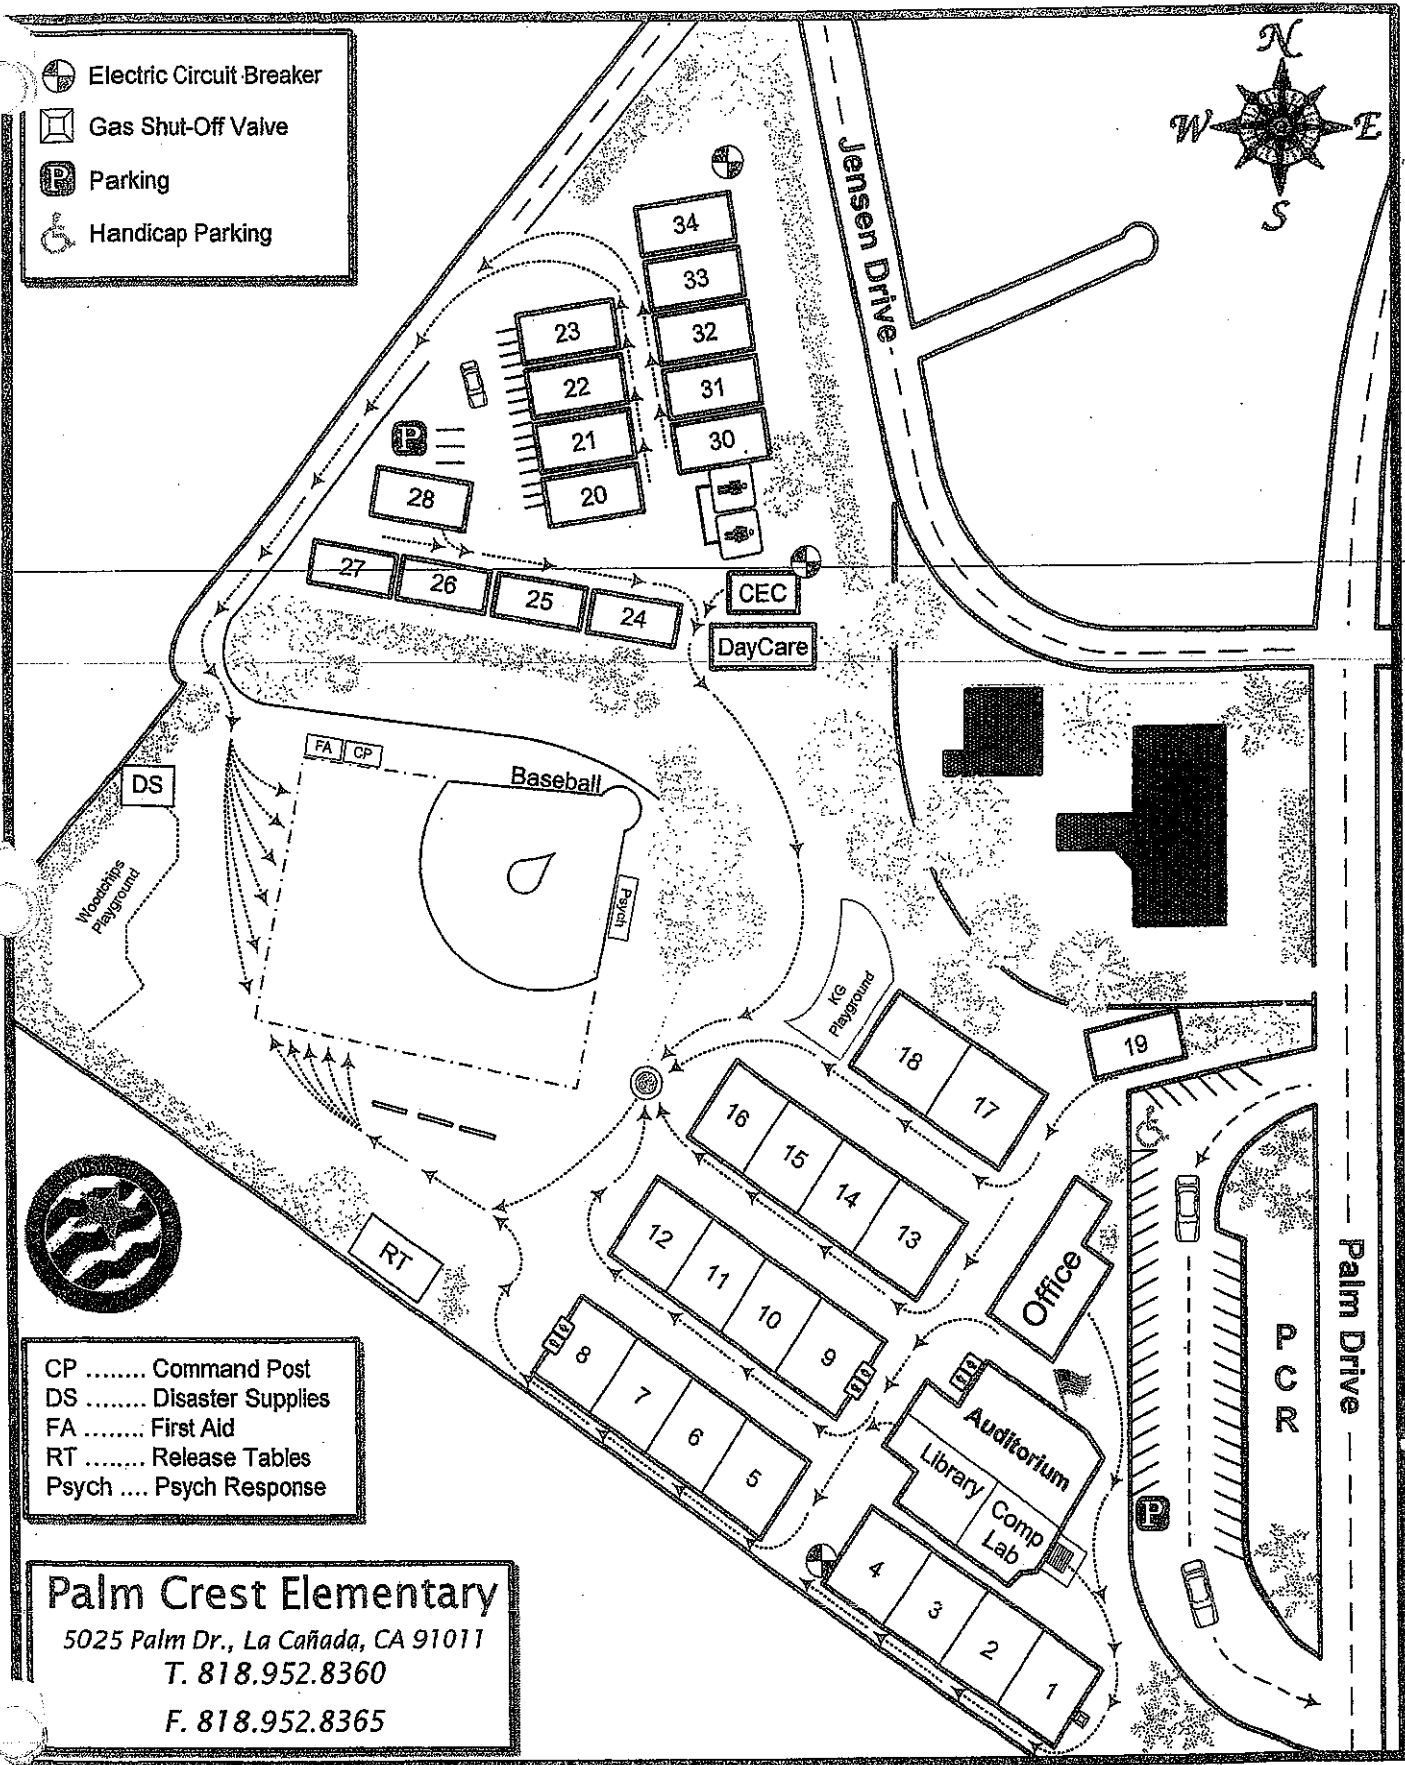 Electric Circuit Breaker
Gas Shut-Off Valve
P Parking
Handicap Parking
N
W
E
S
Jensen Drive
34
33
32
31
30
23
22
21
20
P
28
27
26
25
24
CEC
DayCare
FA
CP
Baseball
DS
Woodchips
Playground
Psych
KG
Playground
19
18
17
16
15
14
13
12
11
10
9
8
7
6
5
4
3
2
1
RT
Office
Auditorium
Library
Comp
Lab
P
P
C
R
Palm Drive
CP ........ Command Post
DS ........ Disaster Supplies
FA ........ First Aid
RT ........ Release Tables
Psych .... Psych Response
Palm Crest Elementary
5025 Palm Dr., La Cañada, CA 91011
T. 818.952.8360
F. 818.952.8365